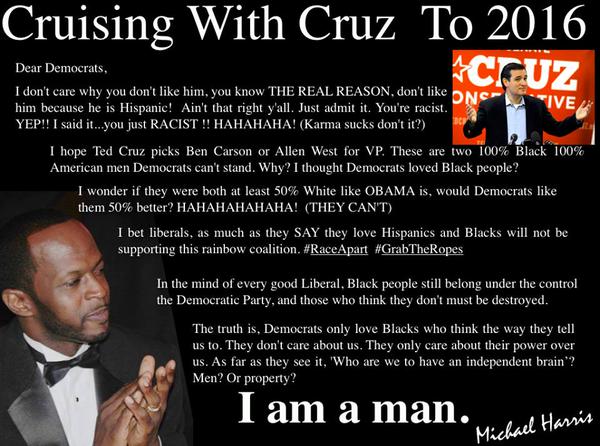 Cruising With Cruz To 2016
Dear Democrats,
I don't care why you don't like him, you know THE REAL REASON, don't like
him because he is Hispanic! Ain't that right y'all. Just admit it. You're racist.
YEP!! I said it...you just RACIST !! HAHAHAHA! (Karma sucks don't it?)
CRUZ
I hope Ted Cruz picks Ben Carson or Allen West for VP. These are two 100% Black 100%
American men Democrats can't stand. Why? I thought Democrats loved Black people?
I wonder if they were both at least 50% White like OBAMA is, would Democrats like
them 50% better? HAHAHAHAHAHA! (THEY CAN'T)
I bet liberals, as much as they SAY they love Hispanics and Blacks will not be
supporting this rainbow coalition. #RaceApart #GrabTheRopes
In the mind of every good Liberal, Black people still belong under the control
the Democratic Party, and those who think they don't must be destroyed.
The truth is, Democrats only love Blacks who think the way they tell
us to. They don't care about us. They only care about their power over
us. As far as they see it, 'Who are we to have an independent brain'?
Men? Or property?
I am a man.
Michael Harris